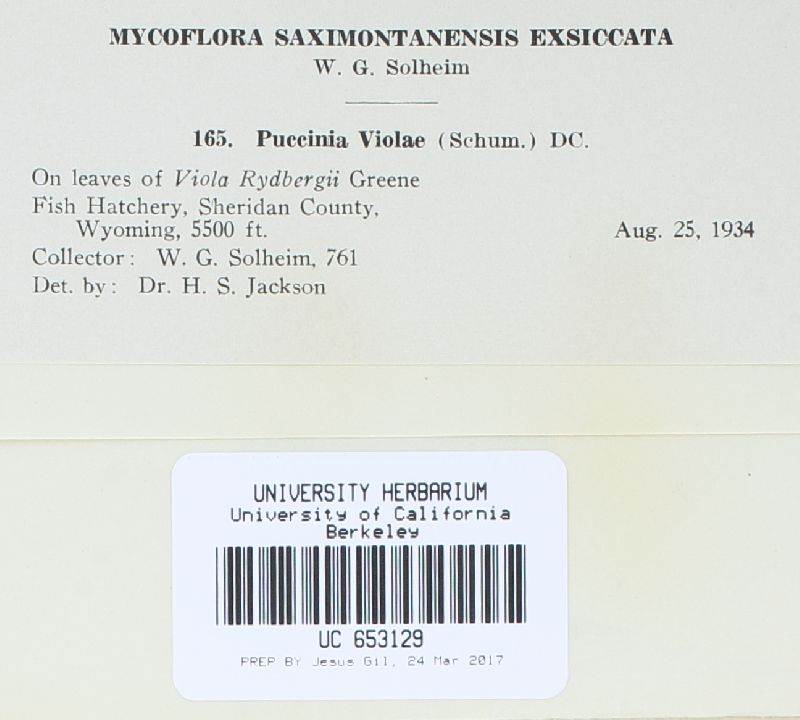 MYCOFLORA SAXIMONTANENSIS EXSICCATA
W. G. Solheim
165. Puccinia Violae (Schum.) DC.
On leaves of Viola Rydbergii Greene
Fish Hatchery, Sheridan County,
Wyoming, 5500 ft. Aug. 25, 1934
Collector: W. G. Solheim, 761
Det. by: Dr. H. S. Jackson
UNIVERSITY HERBARIUM
University of California
Berkeley
UC 653129
PREP BY Jesus Gil, 24 Mar 2017